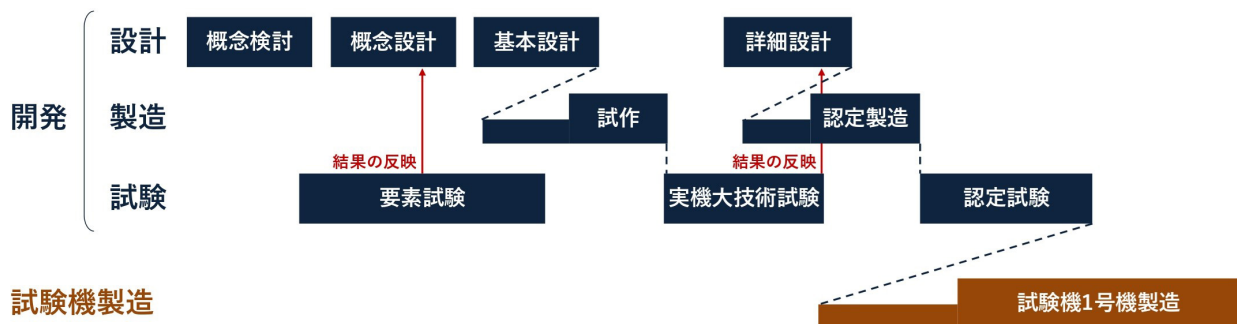 設計
概念検討
概念設計
基本設計
詳細設計
開発
製造
試作
認定製造
結果の反映
結果の反映
試験
要素試験
実機大技術試験
認定試験
試験機製造
試験機1号機製造